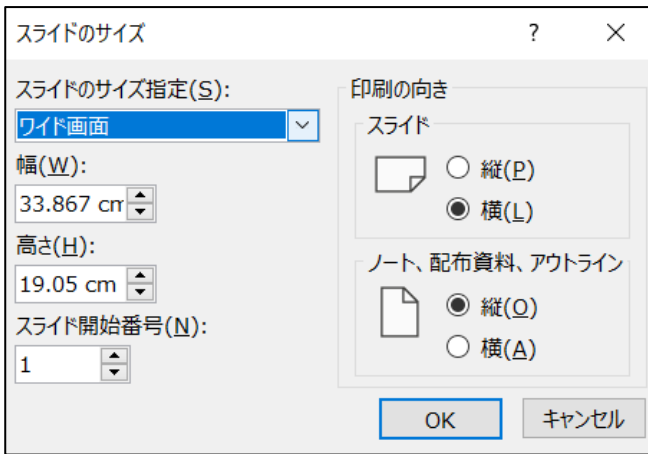 スライドのサイズ
?
スライドのサイズ指定(S):
ワイド画面
幅(W):
33.867 cm
高さ(H):
19.05 cm
スライド開始番号(N):
1
印刷の向き
スライド
縦(P)
横(L)
ノート、配布資料、アウトライン
縦(O)
横(A)
OK
キャンセル